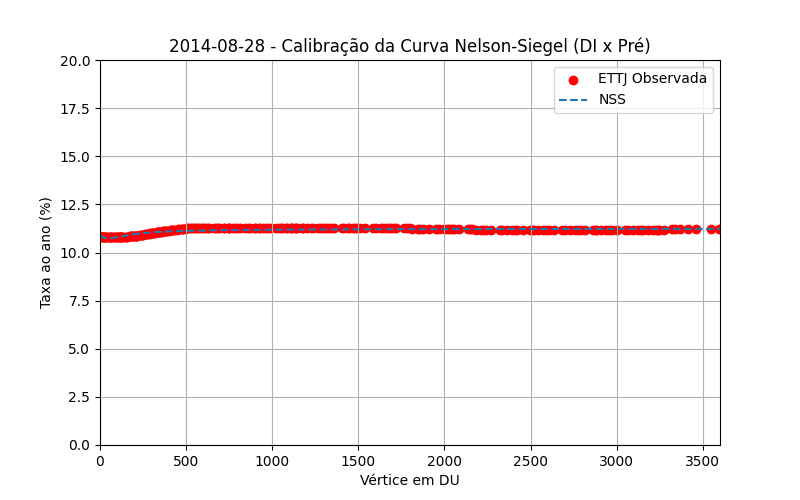 2014-08-28 - Calibração da Curva Nelson-Siegel (DI x Pré)
ETTJ Observada
NSS
Taxa ao ano (%)
20.0
17.5
15.0
12.5
10.0
7.5
5.0
2.5
0.0
0 500 1000 1500 2000 2500 3000 3500
Vértice em DU